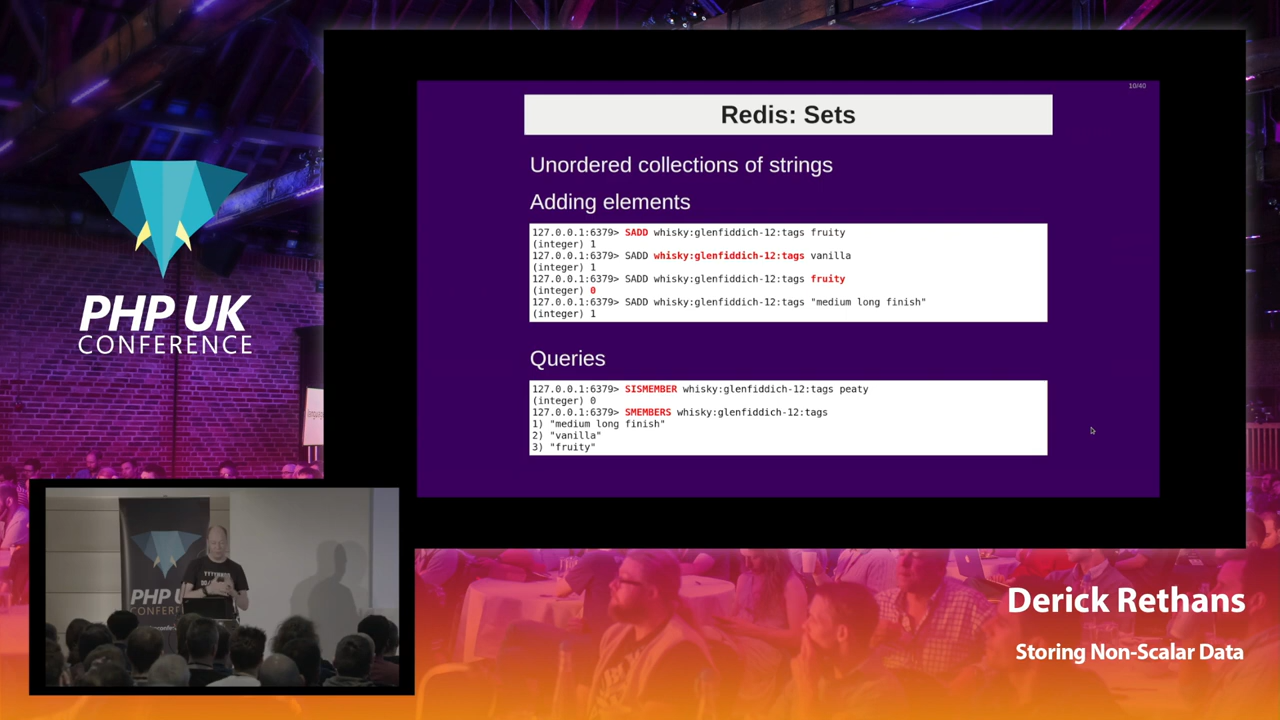 10/40
Redis: Sets
Unordered collections of strings
Adding elements
127.0.0.1:6379> SADD whisky:glenfiddich-12:tags fruity
(integer) 1
127.0.0.1:6379> SADD whisky:glenfiddich-12:tags vanilla
(integer) 1
127.0.0.1:6379> SADD whisky:glenfiddich-12:tags fruity
(integer) 0
127.0.0.1:6379> SADD whisky:glenfiddich-12:tags "medium long finish"
(integer) 1
Queries
127.0.0.1:6379> SISMEMBER whisky:glenfiddich-12:tags peaty
(integer) 0
127.0.0.1:6379> SMEMBERS whisky:glenfiddich-12:tags
1) "medium long finish"
2) "vanilla"
3) "fruity"
PHP UK
CONFERENCE
PHP U
CONFEREN
Derick Rethans
Storing Non-Scalar Data